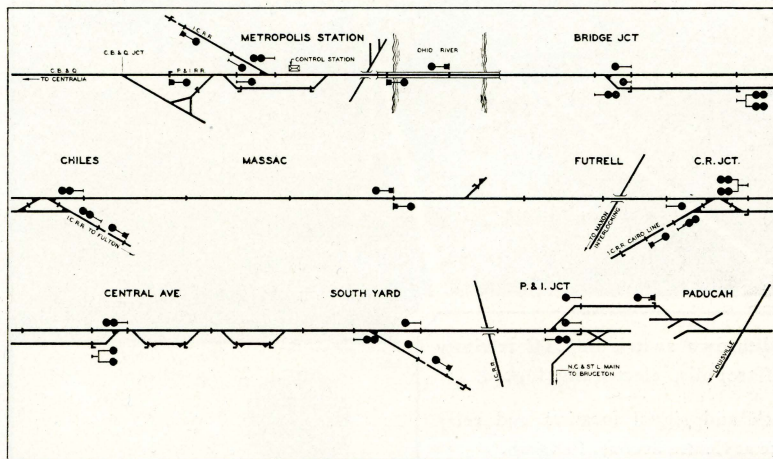 METROPOLIS STATION
I.C.R.R.
C.B.& Q. JCT
CONTROL STATION
OHIO RIVER
BRIDGE JCT
C.B.& Q.
TO CENTRALIA
P.& I.R.R.
CHILES
MASSAC
FUTRELL
C.R. JCT.
I.C.R.R. TO FULTON
TO MAXON
INTERLOCKING
I.C.R.R. CAIRO LINE
CENTRAL AVE.
SOUTH YARD
P. & I. JCT
PADUCAH
I.C.R.R.
N.C.& ST L. MAIN
TO BRUCETON
LOUISVILLE